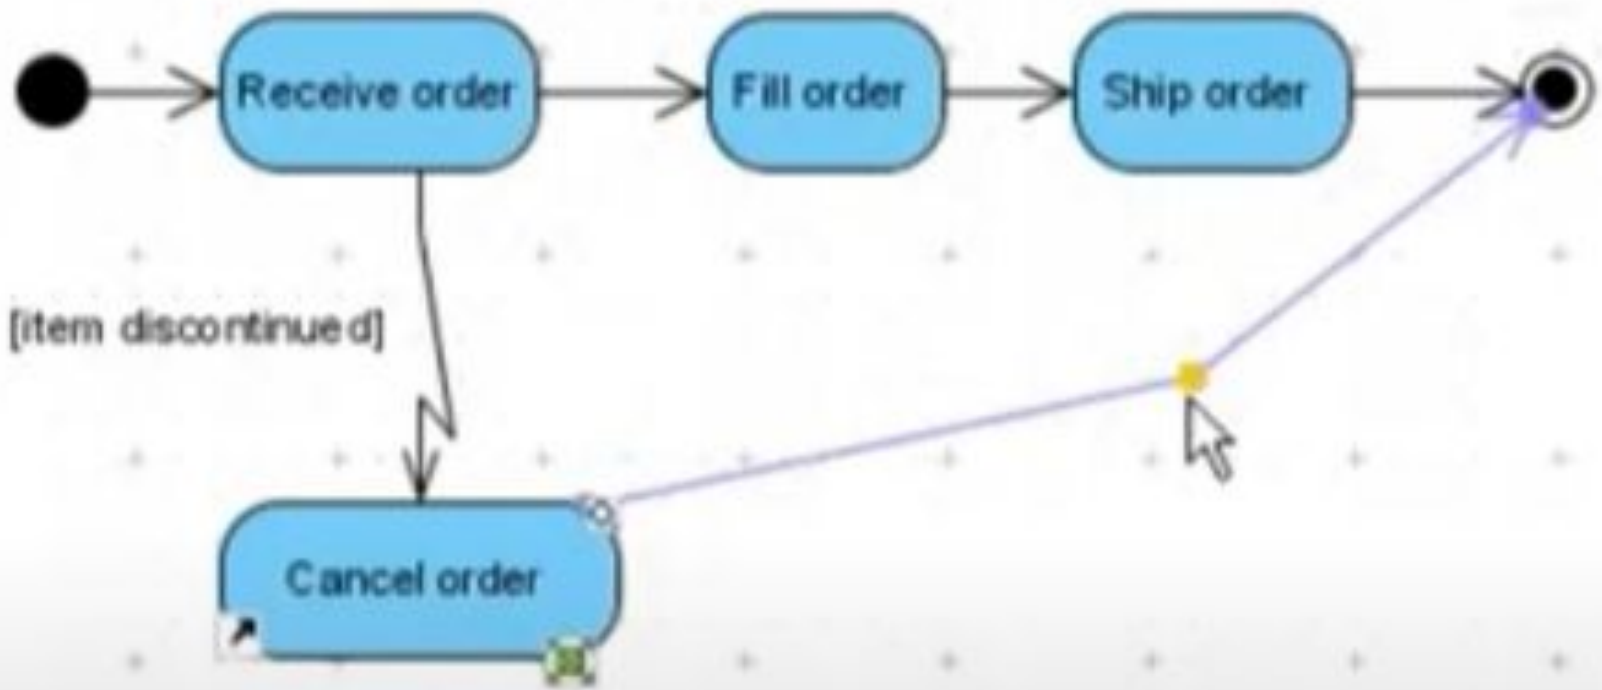 Receive order
Fill order
Ship order
[item discontinued]
Cancel order